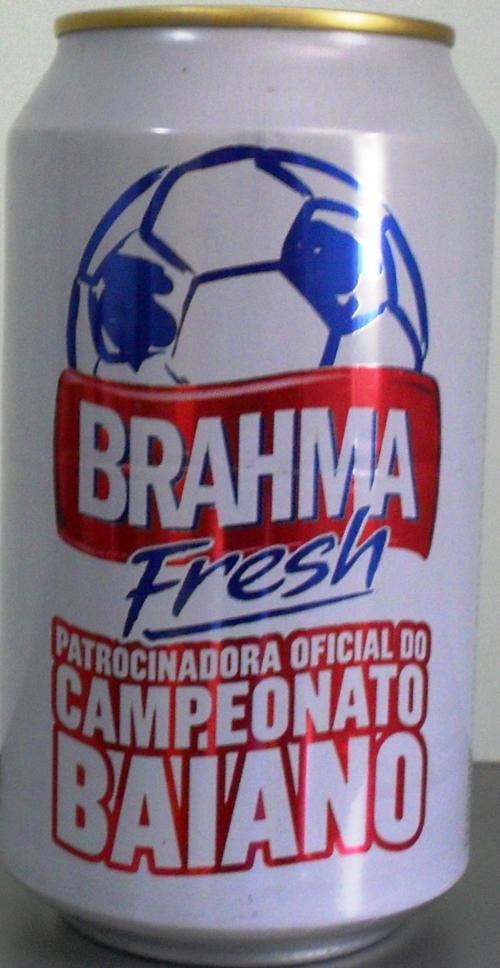 BRAHMA
Fresh
PATROCINADORA OFICIAL DO
CAMPEONATO
BAIANO